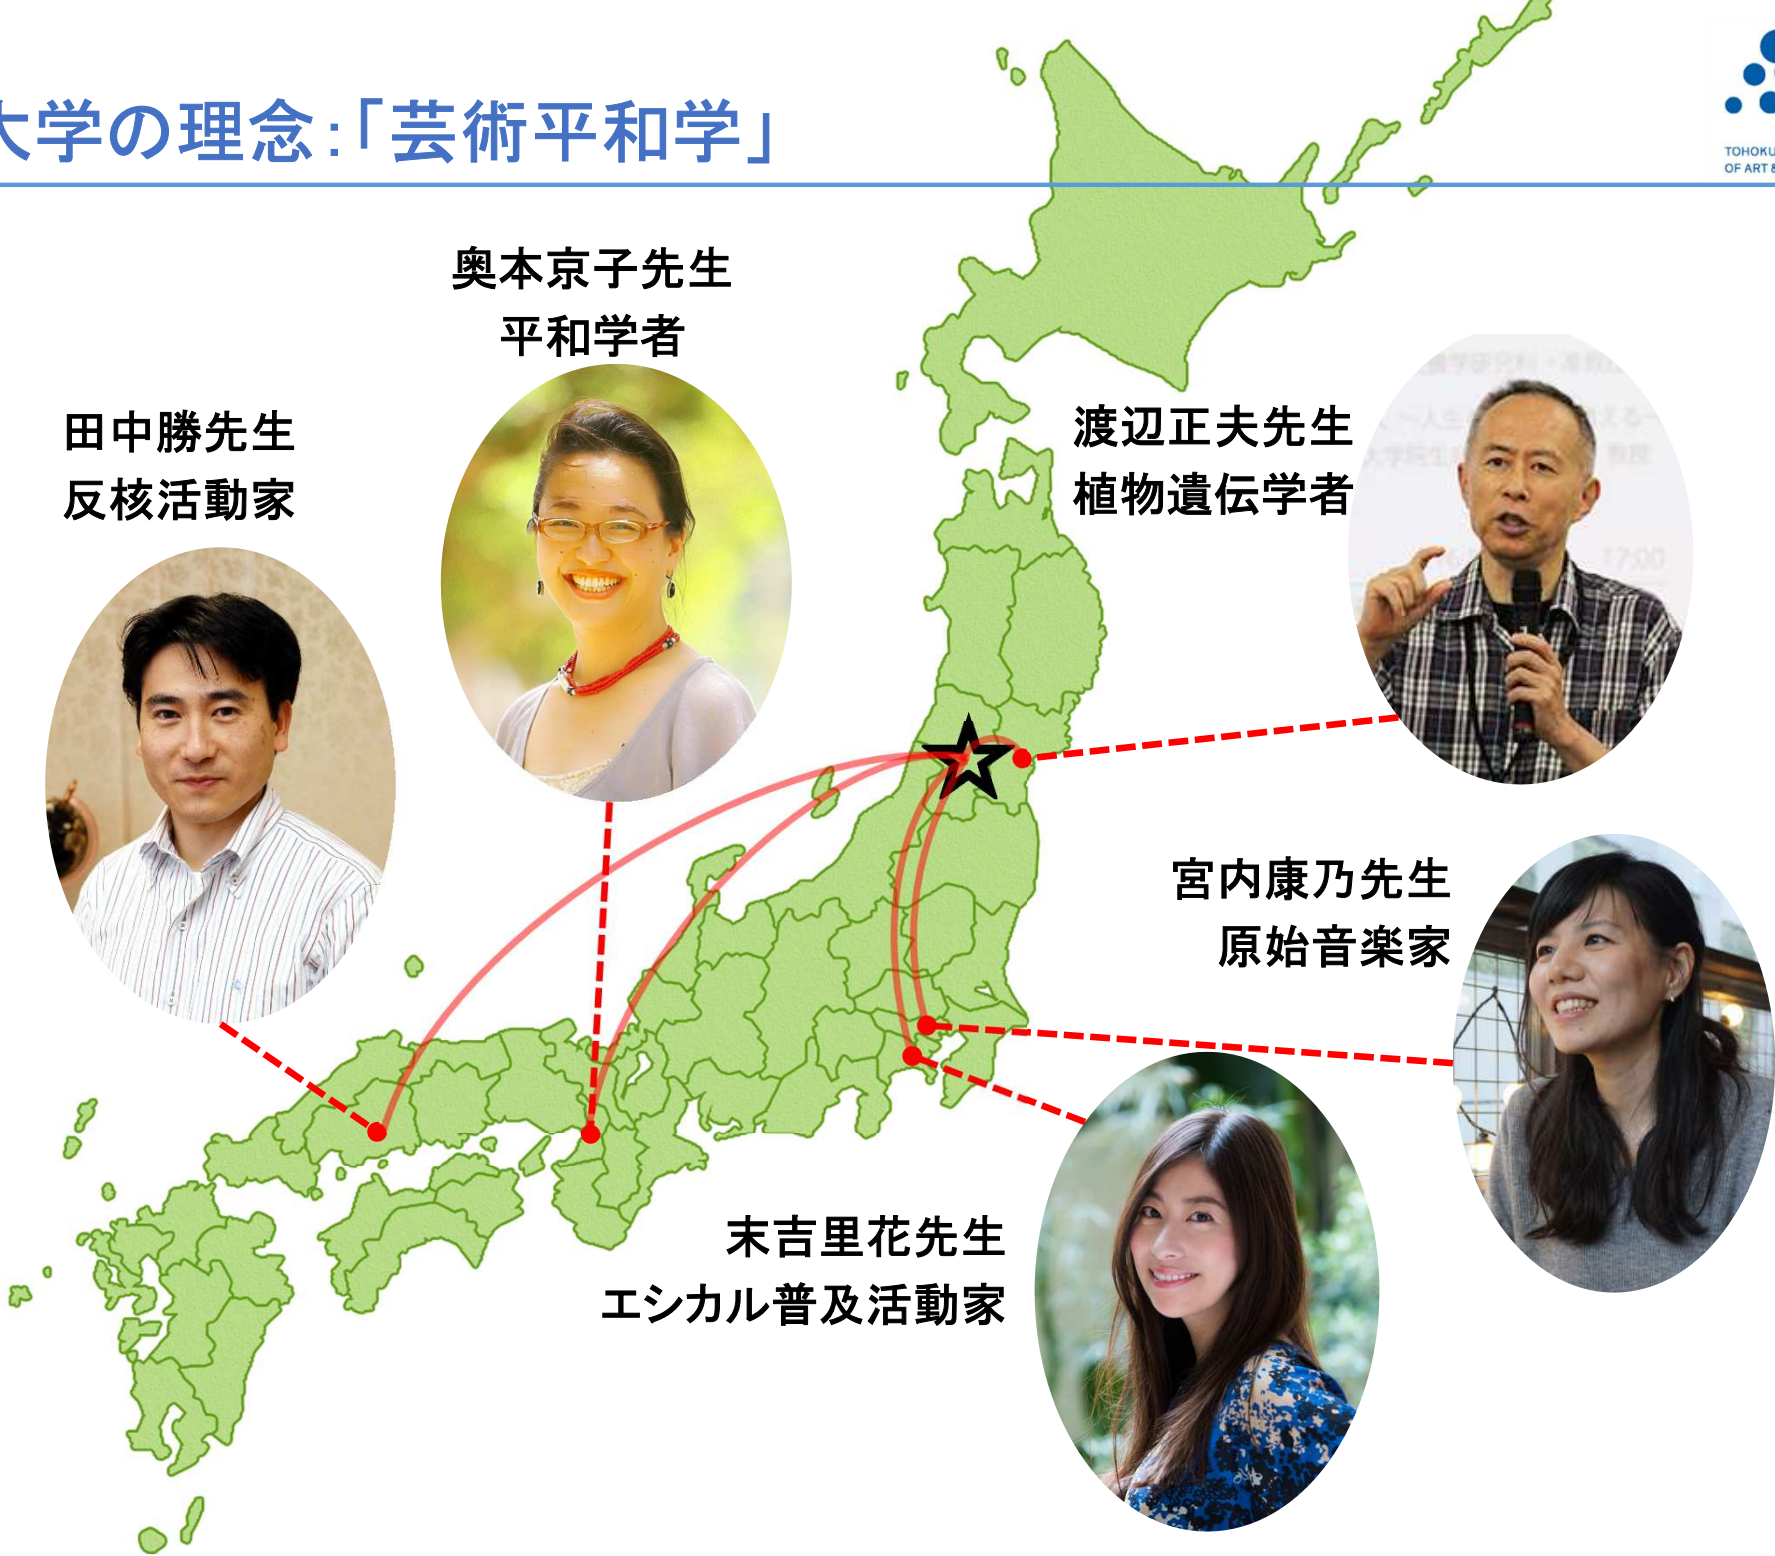 大学の理念：「芸術平和学」
TOHOKU
OF ART &
奥本京子先生
平和学者
田中勝先生
反核活動家
渡辺正夫先生
植物遺伝学者
17:00
宮内康乃先生
原始音楽家
末吉里花先生
エシカル普及活動家